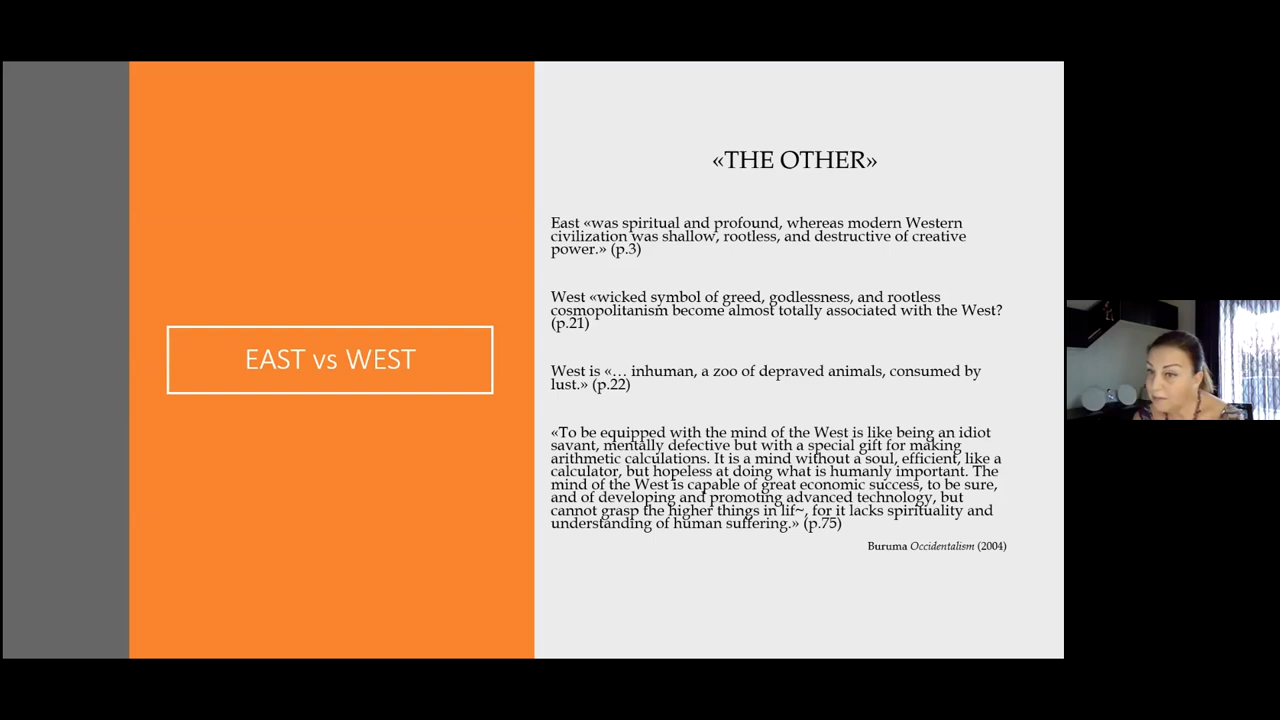 EAST vs WEST
«THE OTHER»
East «was spiritual and profound, whereas modern Western
civilization was shallow, rootless, and destructive of creative
power.» (p.3)
West «wicked symbol of greed, godlessness, and rootless
cosmopolitanism become almost totally associated with the West?
(p.21)
West is «… inhuman, a zoo of depraved animals, consumed by
lust.» (p.22)
«To be equipped with the mind of the West is like being an idiot
savant, mentally defective but with a special gift for making
arithmetic calculations. It is a mind without a soul, efficient, like a
calculator, but hopeless at doing what is humanly important. The
mind of the West is capable of great economic success, to be sure,
and of developing and promoting advanced technology, but
cannot grasp the higher things in lif~, for it lacks spirituality and
understanding of human suffering.» (p.75)
Buruma Occidentalism (2004)